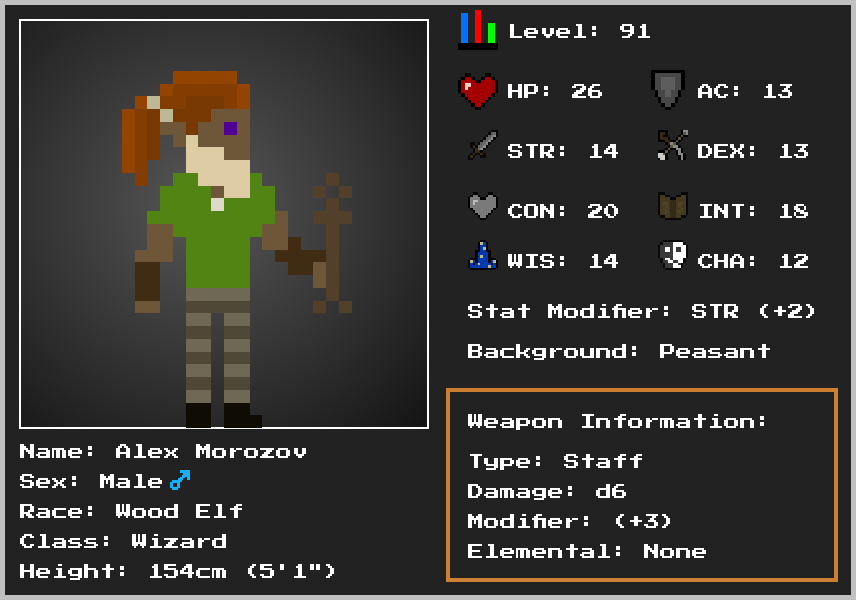 Level: 91
HP: 26
AC: 13
STR: 14
DEX: 13
CON: 20
INT: 18
WIS: 14
CHA: 12
Stat Modifier: STR (+2)
Background: Peasant
Weapon Information:
Type: Staff
Damage: d6
Modifier: (+3)
Elemental: None
Name: Alex Morozov
Sex: Male♂
Race: Wood Elf
Class: Wizard
Height: 154cm (5'1")